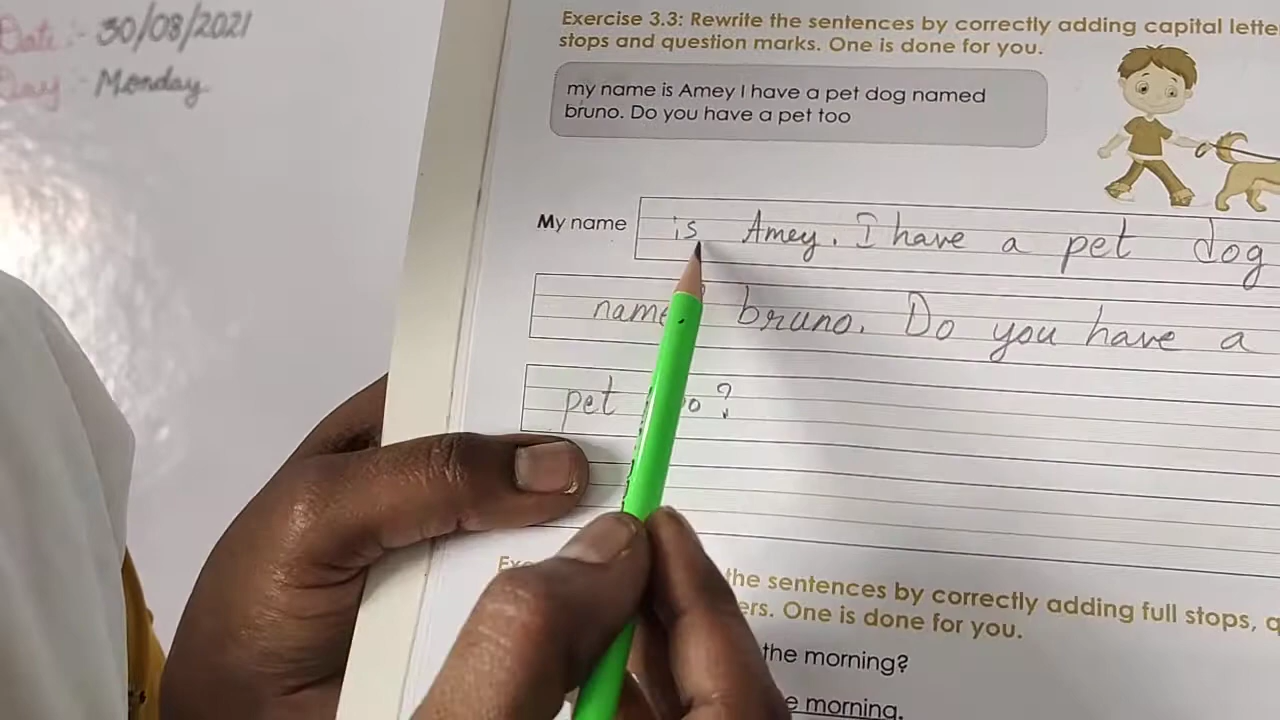 Date :- 30/08/2021
Day :- Monday
Exercise 3.3: Rewrite the sentences by correctly adding capital
stops and question marks. One is done for you.
my name is Amey I have a pet dog named
bruno. Do you have a pet too
My name is Amey. I have a pet dog
bruno. Do you have a
pet ?
the sentences by correctly adding full stops,
One is done for you.
the morning?
morning.